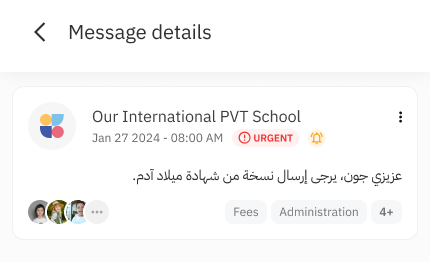 Message details
Our International PVT School
Jan 27 2024 - 08:00 AM URGENT
عزيزي جون، يرجى إرسال نسخة من شهادة ميلاد آدم.
Fees Administration 4+